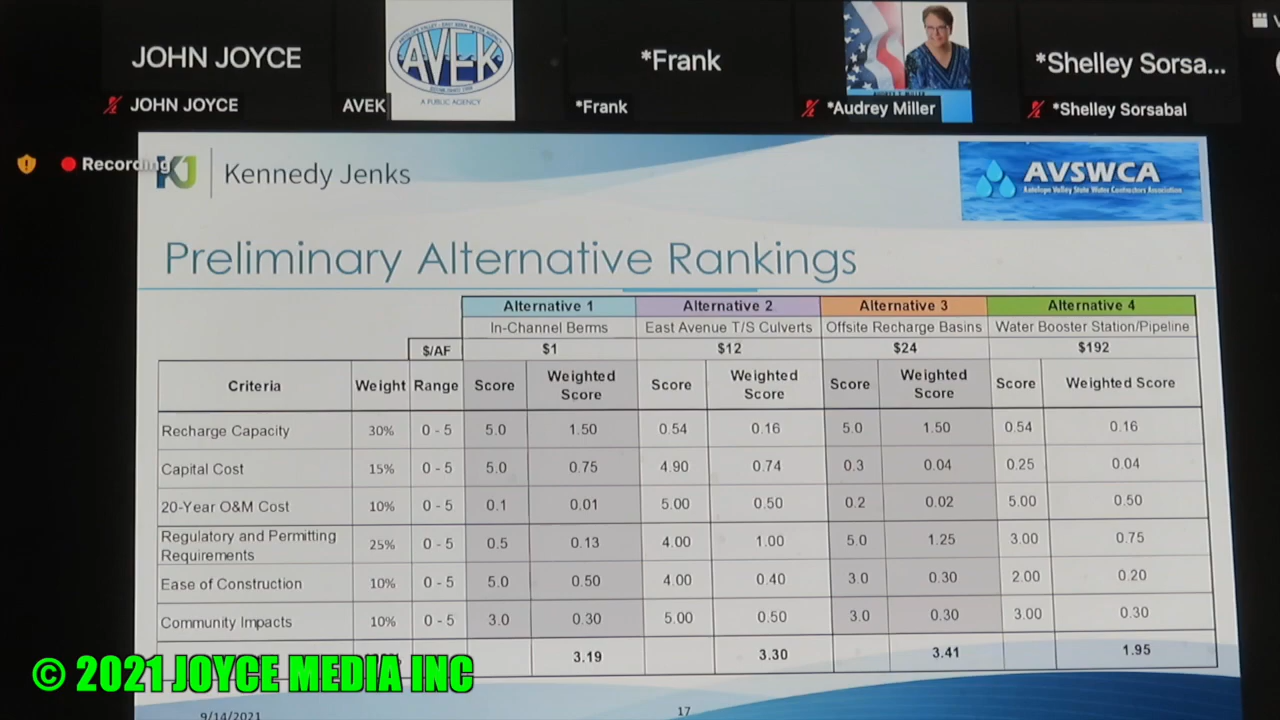 JOHN JOYCE
*Frank
*Shelley Sorsa...
AVEK
A PUBLIC AGENCY
JOHN JOYCE
AVEK
*Frank
*Audrey Miller
*Shelley Sorsabal
Recording
Kennedy Jenks
AVSWCA
Antelope Valley State Water Contractors Association
Preliminary Alternative Rankings
Alternative 1 Alternative 2 Alternative 3 Alternative 4
In-Channel Berms East Avenue T/S Culverts Offsite Recharge Basins Water Booster Station/Pipeline
$/AF $1 $12 $24 $192
Criteria Weight Range Score Weighted Score Score Weighted Score Score Weighted Score Score Weighted Score
Recharge Capacity 30% 0 - 5 5.0 1.50 0.54 0.16 5.0 1.50 0.54 0.16
Capital Cost 15% 0 - 5 5.0 0.75 4.90 0.74 0.3 0.04 0.25 0.04
20-Year O&M Cost 10% 0 - 5 0.1 0.01 5.00 0.50 0.2 0.02 5.00 0.50
Regulatory and Permitting Requirements 25% 0 - 5 0.5 0.13 4.00 1.00 5.0 1.25 3.00 0.75
Ease of Construction 10% 0 - 5 5.0 0.50 4.00 0.40 3.0 0.30 2.00 0.20
Community Impacts 10% 0 - 5 3.0 0.30 5.00 0.50 3.0 0.30 3.00 0.30
3.19 3.30 3.41 1.95
© 2021 JOYCE MEDIA INC
9/14/2021
17